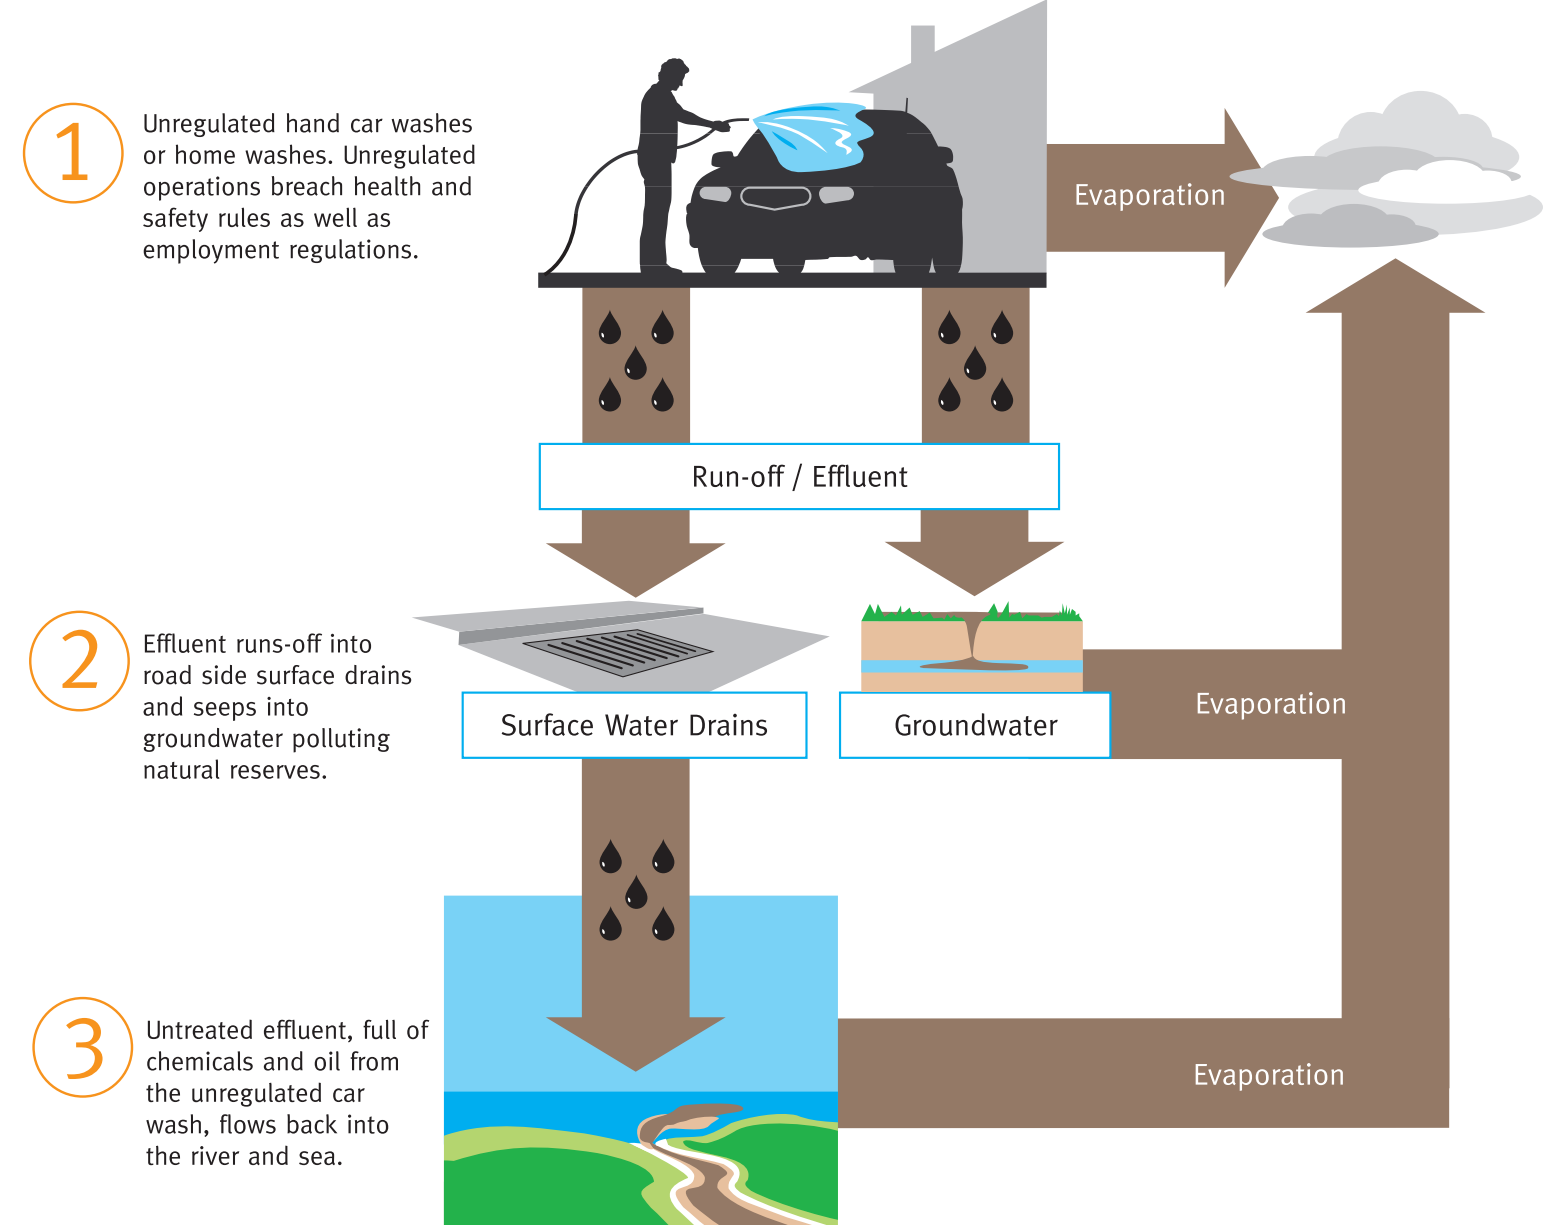 1
Unregulated hand car washes
or home washes. Unregulated
operations breach health and
safety rules as well as
employment regulations.
Evaporation
Run-off / Effluent
2
Effluent runs-off into
road side surface drains
and seeps into
groundwater polluting
natural reserves.
Surface Water Drains
Groundwater
Evaporation
3
Untreated effluent, full of
chemicals and oil from
the unregulated car
wash, flows back into
the river and sea.
Evaporation